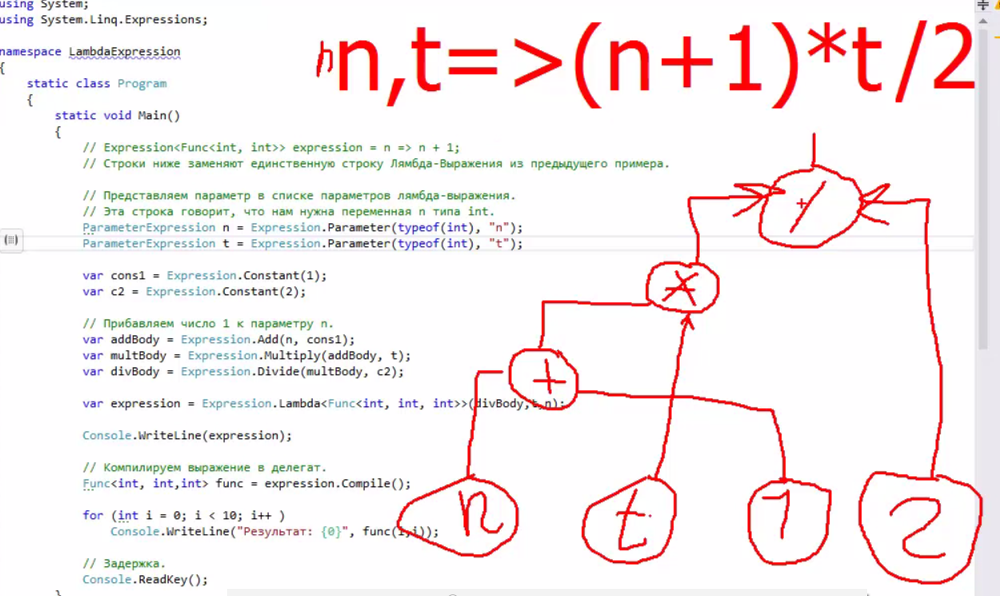 using System;
using System.Linq.Expressions;
n,t=>(n+1)*t/2
namespace LambdaExpression
{
static class Program
{
static void Main()
{
// Expression<Func<int, int>> expression = n => n + 1;
// Строки ниже заменяют единственную строку Лямбда-Выражения из предыдущего примера.
// Представляем параметр в списке параметров лямбда-выражения.
// Эта строка говорит, что нам нужна переменная n типа int.
ParameterExpression n = Expression.Parameter(typeof(int), "n");
ParameterExpression t = Expression.Parameter(typeof(int), "t");
var cons1 = Expression.Constant(1);
var c2 = Expression.Constant(2);
// Прибавляем число 1 к параметру n.
var addBody = Expression.Add(n, cons1);
var multBody = Expression.Multiply(addBody, t);
var divBody = Expression.Divide(multBody, c2);
var expression = Expression.Lambda<Func<int, int, int>>(divBody,t,n);
Console.WriteLine(expression);
// Компилируем выражение в делегат.
Func<int, int,int> func = expression.Compile();
for (int i = 0; i < 10; i++ )
Console.WriteLine("Результат: {0}", func(i,i));
// Задержка.
Console.ReadKey();
}
/
*
+
n
t
1
2